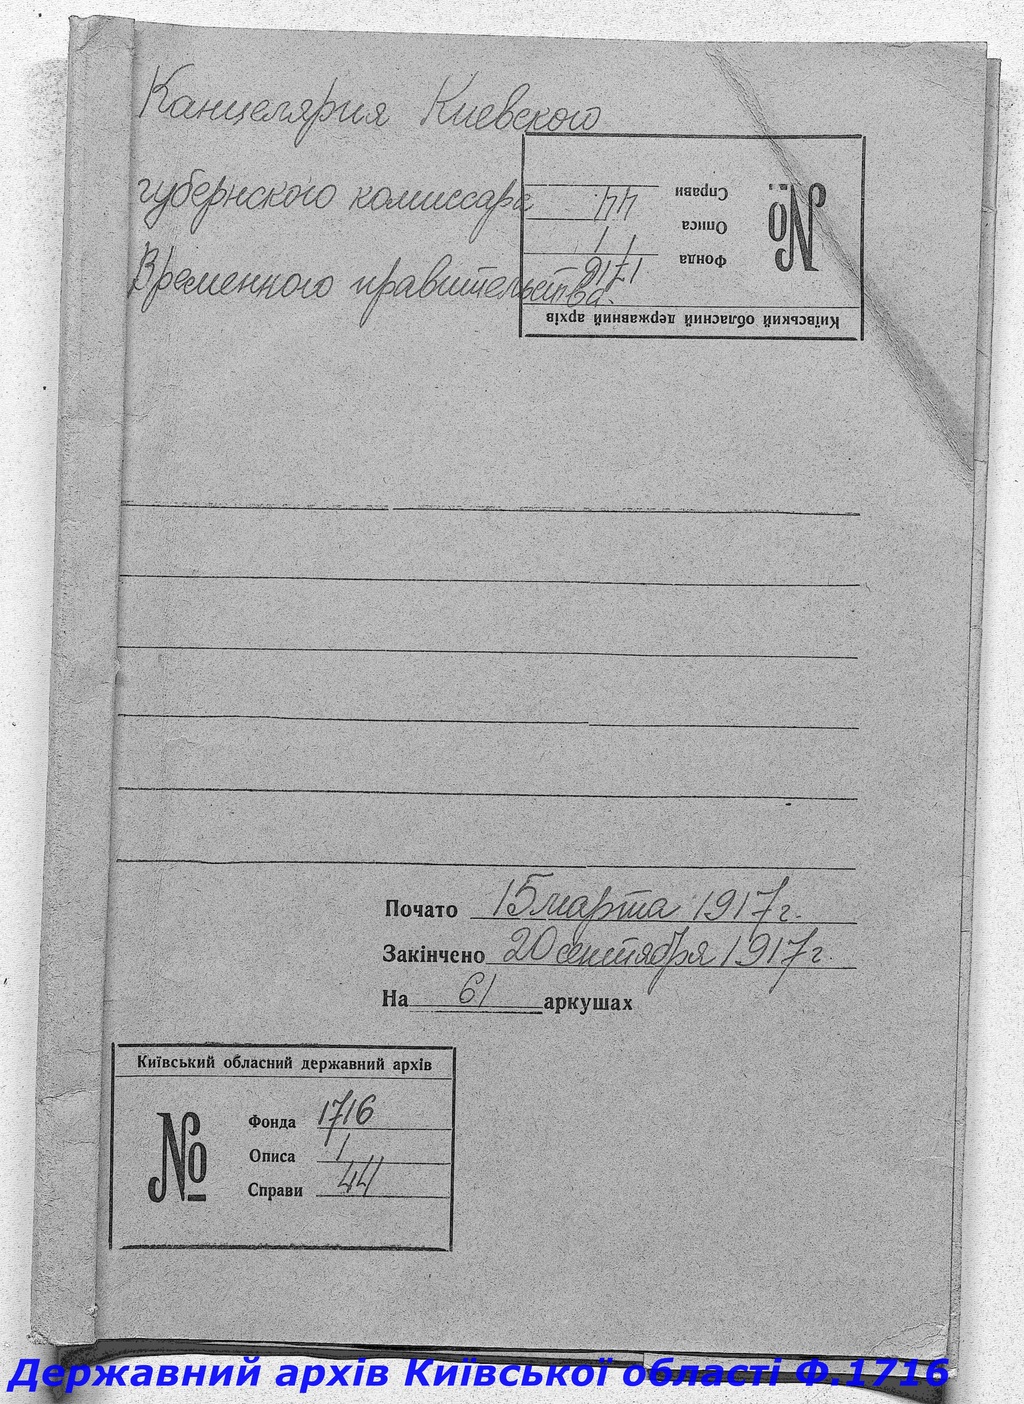 Канцелярия Киевского
губернского комиссара
Временного правительства.
Київський обласний державний архів
№
Фонда 1716
Описа 1
Справи 44
Почато 15 марта 1917 г.
Закінчено 20 сентября 1917 г.
На 61 аркушах
Київський обласний державний архів
№
Фонда 1716
Описа 1
Справи 44
Державний архів Київської області Ф.1716